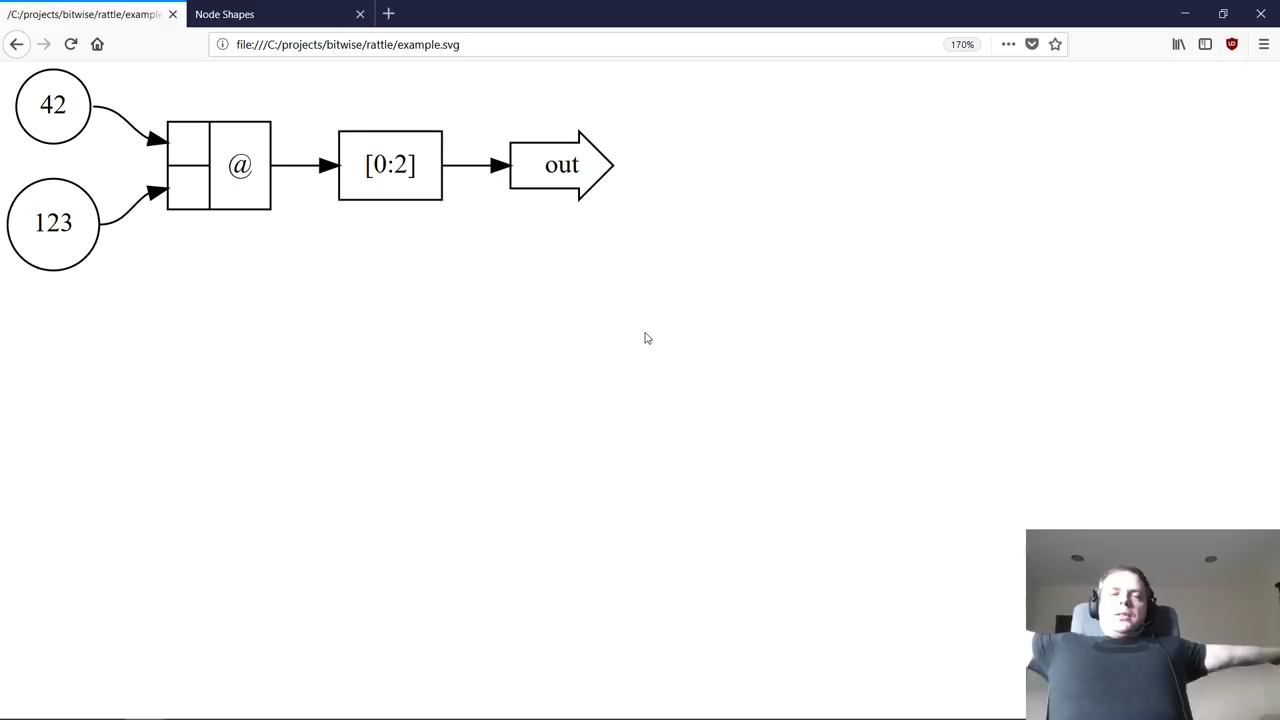 /C:/projects/bitwise/rattle/example
Node Shapes
file:///C:/projects/bitwise/rattle/example.svg
170%
42
123
@
[0:2]
out